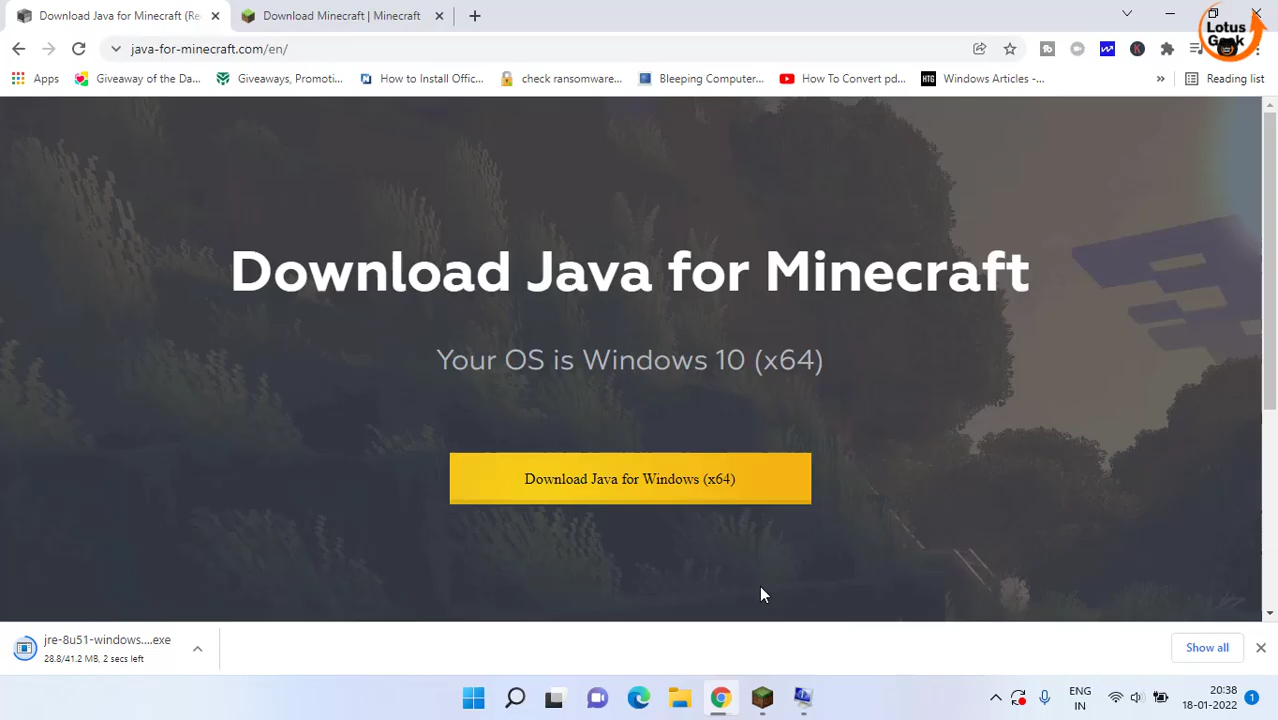 Download Java for Minecraft (Re
Download Minecraft | Minecraft
Lotus
Geek
java-for-minecraft.com/en/
Apps
Giveaway of the Da...
Giveaways, Promoti...
How to Install Offic...
check ransomware...
Bleeping Computer...
How To Convert pd...
HTG
Windows Articles -...
»
Reading list
Download Java for Minecraft
Your OS is Windows 10 (x64)
Download Java for Windows (x64)
jre-8u51-windows....exe
28.8/41.2 MB, 2 secs left
Show all
ENG
IN
20:38
18-01-2022
1